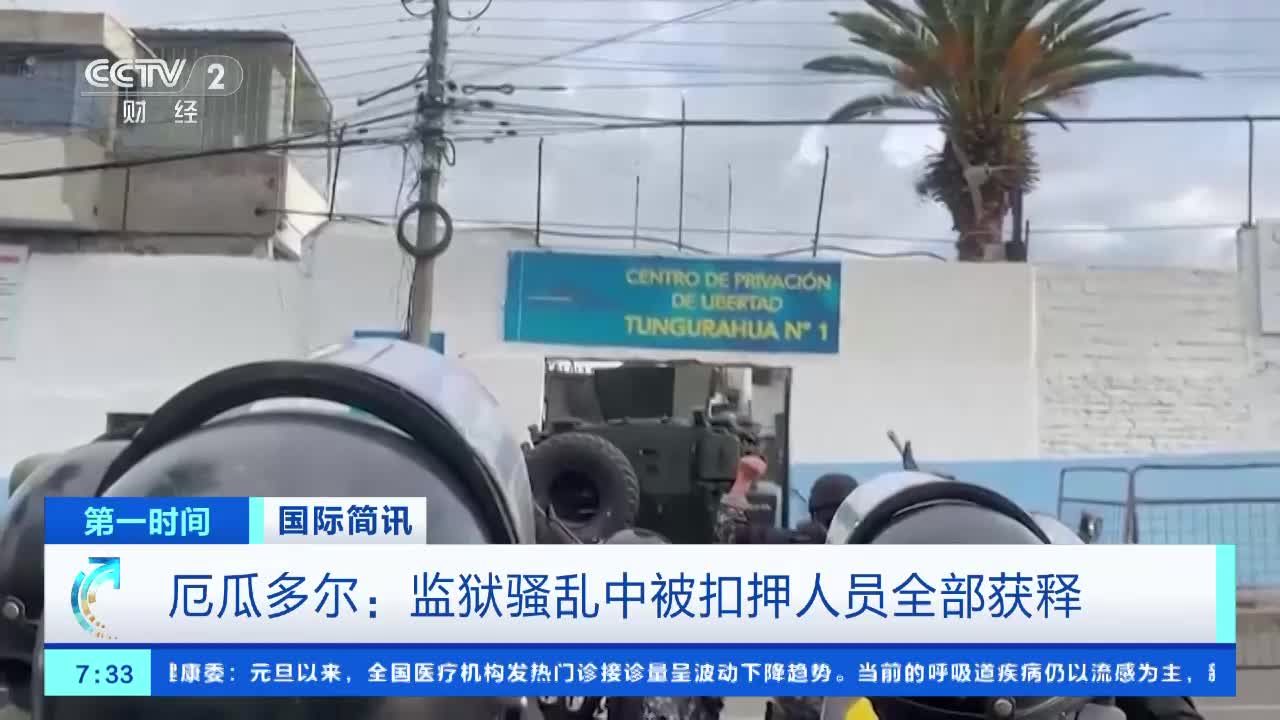 CCTV 2
财经
CENTRO DE PRIVACIÓN
DE LIBERTAD
TUNGURAHUA N° 1
第一时间
国际简讯
厄瓜多尔：监狱骚乱中被扣押人员全部获释
7:33
健康委：元旦以来，全国医疗机构发热门诊接诊量呈波动下降趋势。当前的呼吸道疾病仍以流感为主，